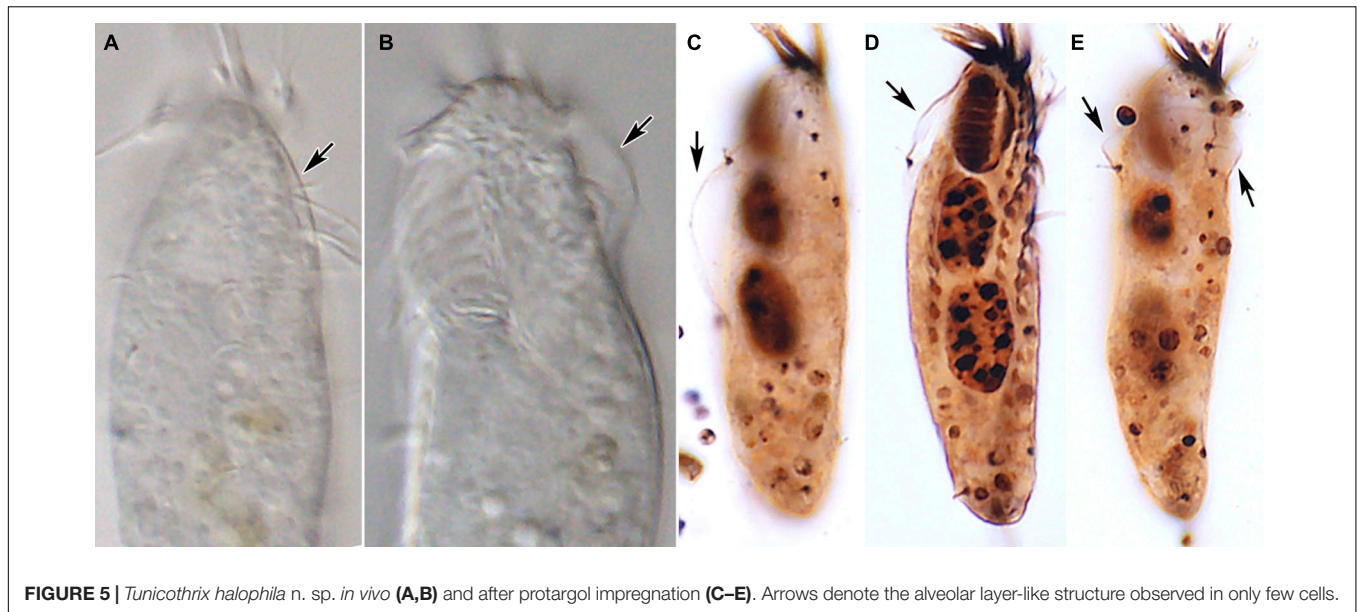 A
B
C
D
E
FIGURE 5 | Tunicothrix halophila n. sp. in vivo (A,B) and after protargol impregnation (C–E). Arrows denote the alveolar layer-like structure observed in only few cells.